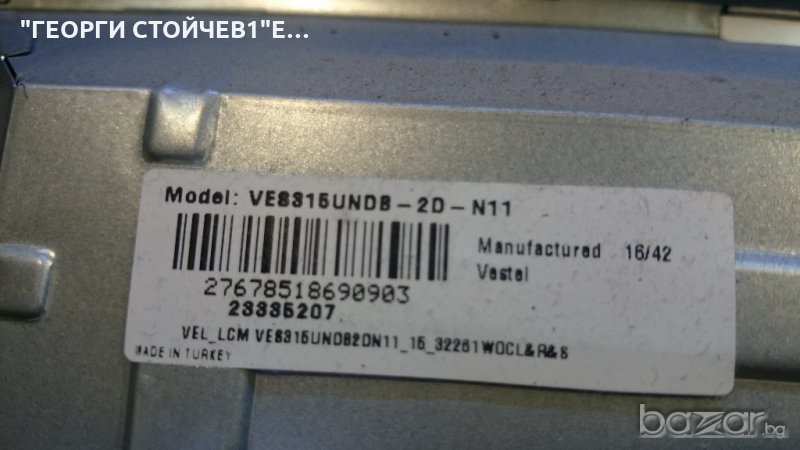 "ГЕОРГИ СТОЙЧЕВ1"Е...
Model: VES315UNDB-2D-N11
Manufactured 16/42
Vestel
27678518690903
23335207
VEL_LCM VES315UNDB2DN11_15_32261WOCL&R&S
MADE IN TURKEY
bazar.bg